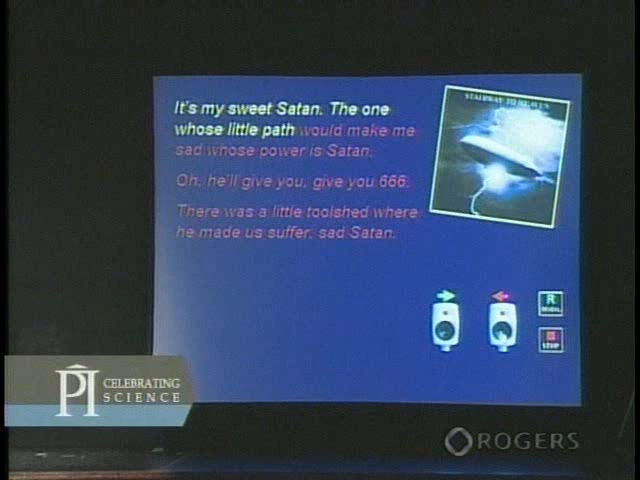 STAIRWAY TO HEAVEN
It's my sweet Satan. The one
whose little path would make me
sad whose power is Satan.
Oh, he'll give you, give you 666.
There was a little toolshed where
he made us suffer, sad Satan.
R
STOP
PI
CELEBRATING
SCIENCE
ROGERS